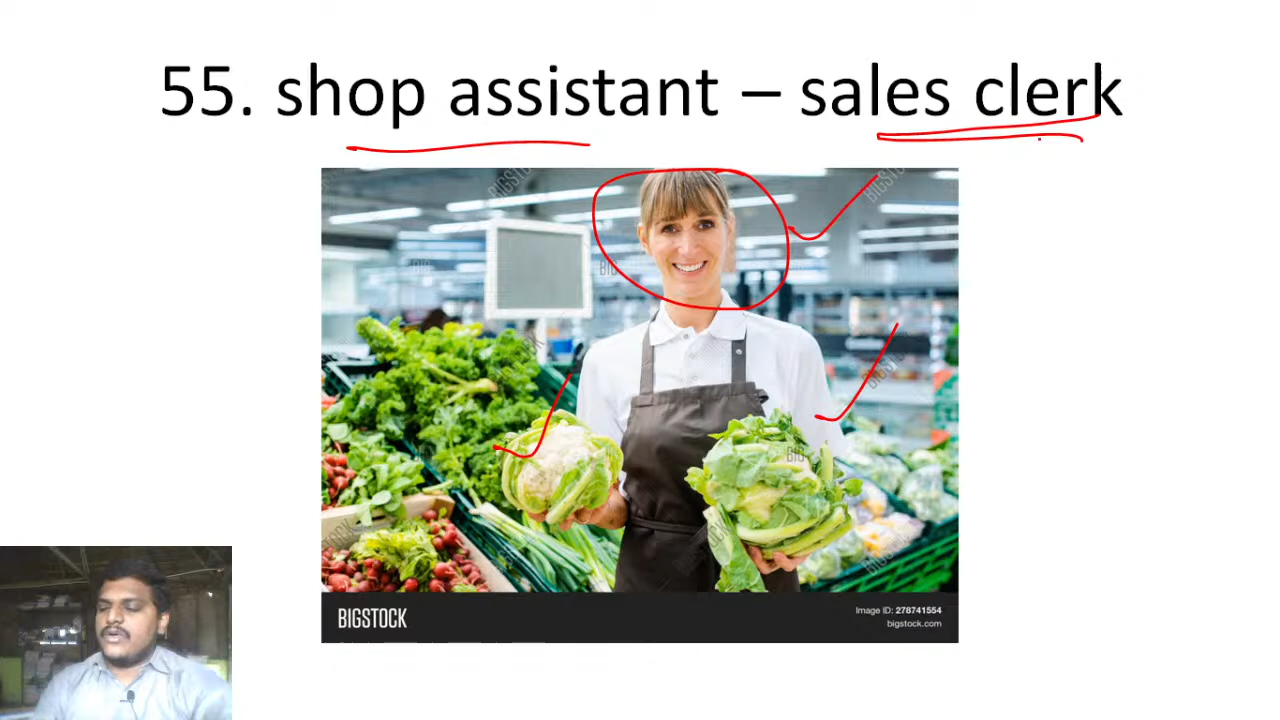 55. shop assistant – sales clerk
BIGSTOCK
Image ID: 278741554
bigstock.com